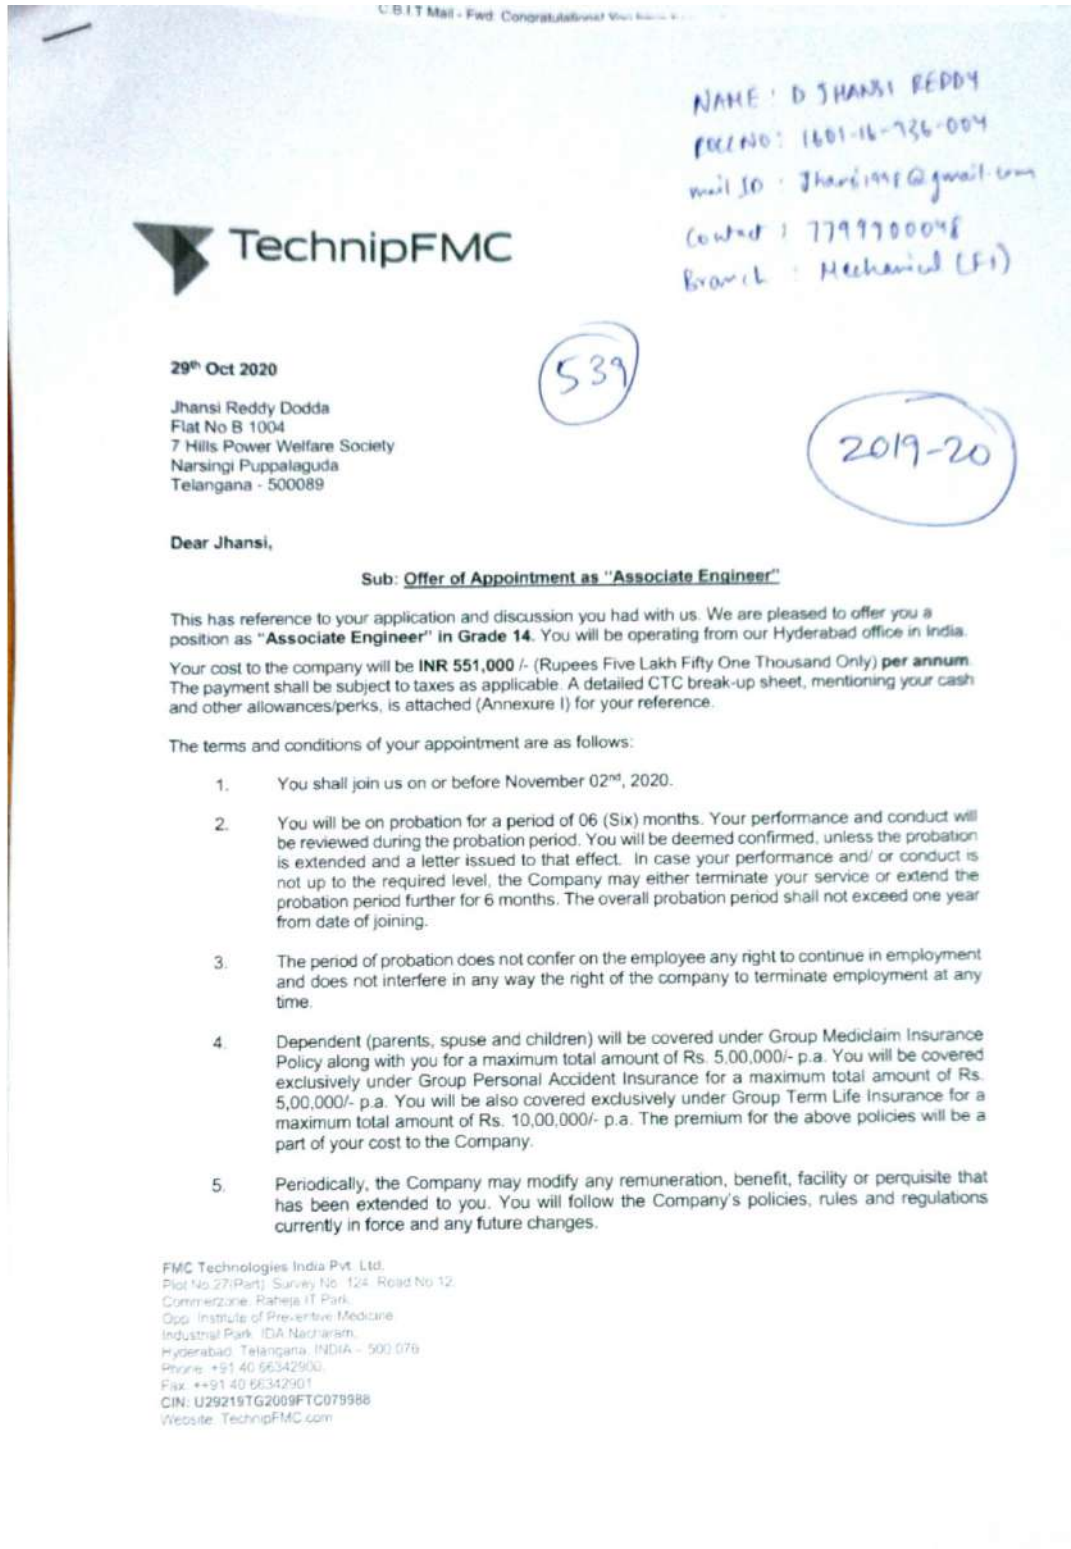 C B I T Mail - Fwd: Congratulations! You have
NAME : D JHANSI REDDY
ROLL NO: 1601-16-736-004
mail ID : Jhansi1998@gmail.com
Contact : 7799700048
Branch : Mechanical (F1)
TechnipFMC
539
29th Oct 2020
2019-20
Jhansi Reddy Dodda
Flat No B 1004
7 Hills Power Welfare Society
Narsingi Puppalaguda
Telangana - 500089
Dear Jhansi,
Sub: Offer of Appointment as "Associate Engineer"
This has reference to your application and discussion you had with us. We are pleased to offer you a
position as "Associate Engineer" in Grade 14. You will be operating from our Hyderabad office in India.
Your cost to the company will be INR 551,000 /- (Rupees Five Lakh Fifty One Thousand Only) per annum.
The payment shall be subject to taxes as applicable. A detailed CTC break-up sheet, mentioning your cash
and other allowances/perks, is attached (Annexure I) for your reference.
The terms and conditions of your appointment are as follows:
1. You shall join us on or before November 02nd, 2020.
2. You will be on probation for a period of 06 (Six) months. Your performance and conduct will
be reviewed during the probation period. You will be deemed confirmed, unless the probation
is extended and a letter issued to that effect. In case your performance and/ or conduct is
not up to the required level, the Company may either terminate your service or extend the
probation period further for 6 months. The overall probation period shall not exceed one year
from date of joining.
3. The period of probation does not confer on the employee any right to continue in employment
and does not interfere in any way the right of the company to terminate employment at any
time.
4. Dependent (parents, spuse and children) will be covered under Group Mediclaim Insurance
Policy along with you for a maximum total amount of Rs. 5,00,000/- p.a. You will be covered
exclusively under Group Personal Accident Insurance for a maximum total amount of Rs.
5,00,000/- p.a. You will be also covered exclusively under Group Term Life Insurance for a
maximum total amount of Rs. 10,00,000/- p.a. The premium for the above policies will be a
part of your cost to the Company.
5. Periodically, the Company may modify any remuneration, benefit, facility or perquisite that
has been extended to you. You will follow the Company's policies, rules and regulations
currently in force and any future changes.
FMC Technologies India Pvt. Ltd.
Plot No.27(Part), Survey No. 124, Road No.12,
Commerzone, Raheja IT Park,
Opp. Institute of Preventive Medicine
Industrial Park, IDA Nacharam,
Hyderabad, Telangana, INDIA - 500 076
Phone: +91 40 66342900,
Fax: ++91 40 66342901
CIN: U29219TG2009FTC079988
Website: TechnipFMC.com